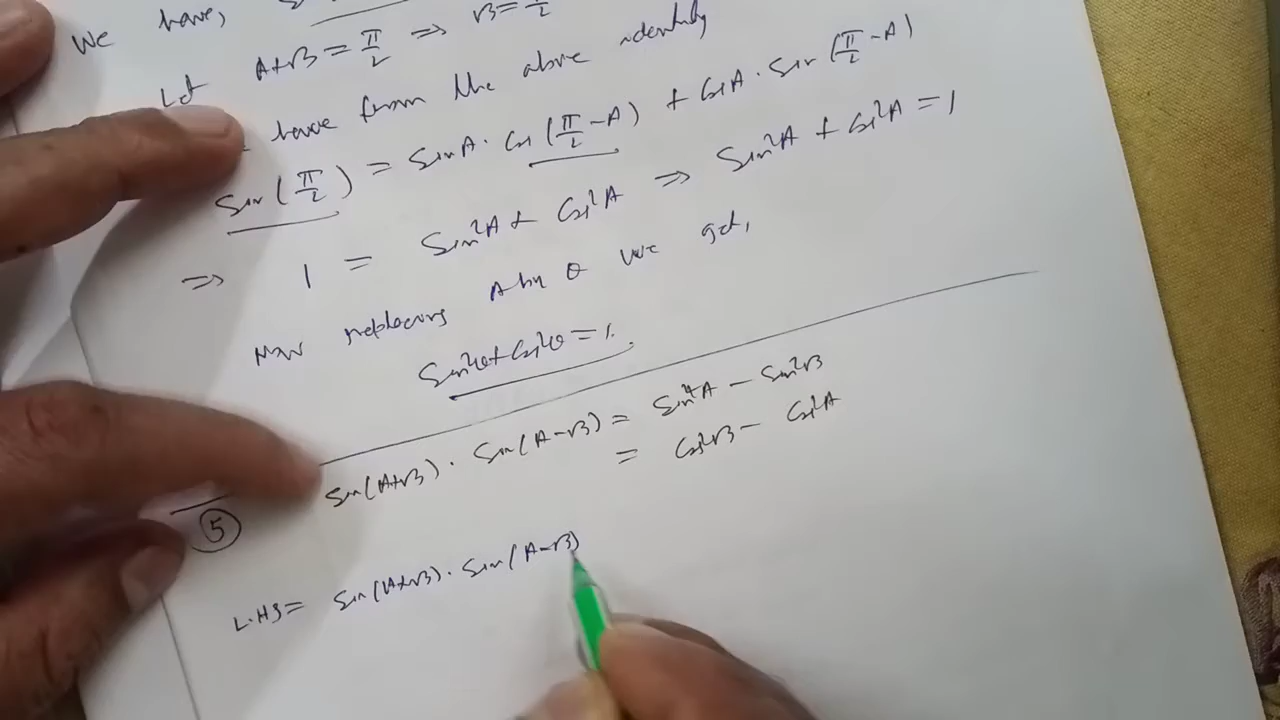 We have,
Let A+B = π/2 ⇒ B =
have from the above identity
Sin(π/2) = SinA · Cos(π/2 − A) + CosA · Sin(π/2 − A)
⇒ 1 = Sin²A + Cos²A ⇒ Sin²A + Cos²A = 1
Now replacing A by θ we get,
Sin²θ + Cos²θ = 1.
⑤ Sin(A+B) · Sin(A−B) = Sin²A − Sin²B
= Cos²B − Cos²A
L.HS = Sin(A+B) · Sin(A−B)